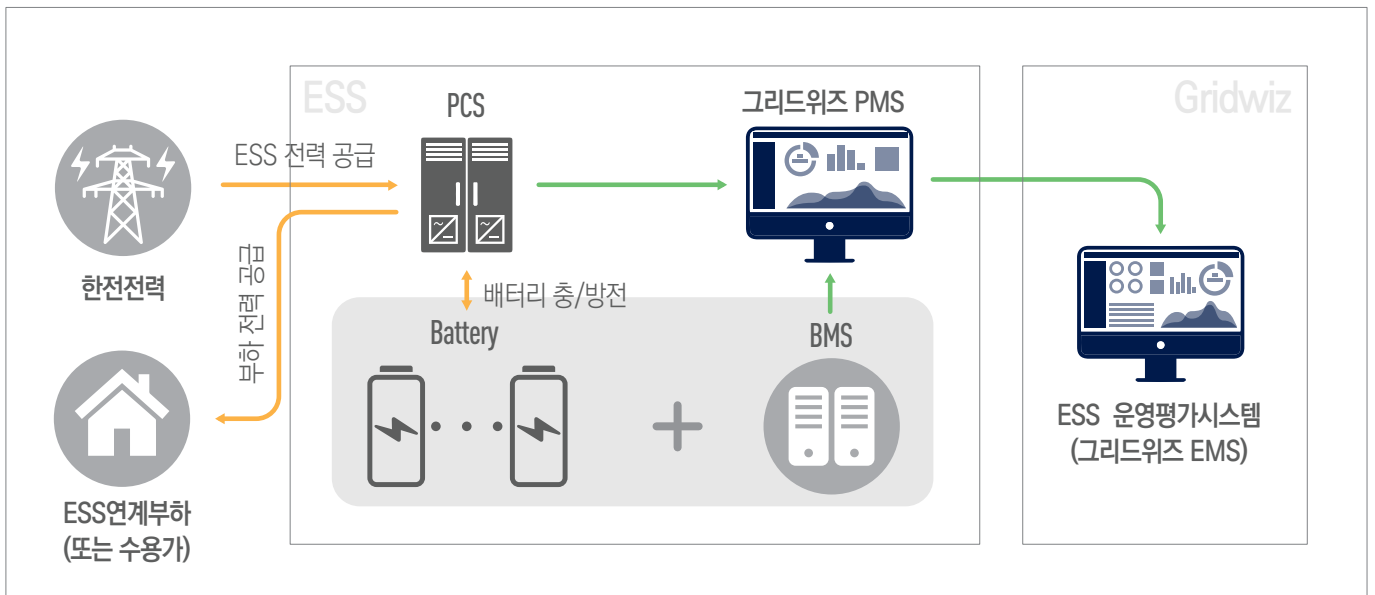 ESS
Gridwiz
PCS
그리드위즈 PMS
ESS 전력 공급
한전전력
부하 전력 공급
배터리 충/방전
Battery
BMS
ESS연계부하
(또는 수용가)
ESS 운영평가시스템
(그리드위즈 EMS)